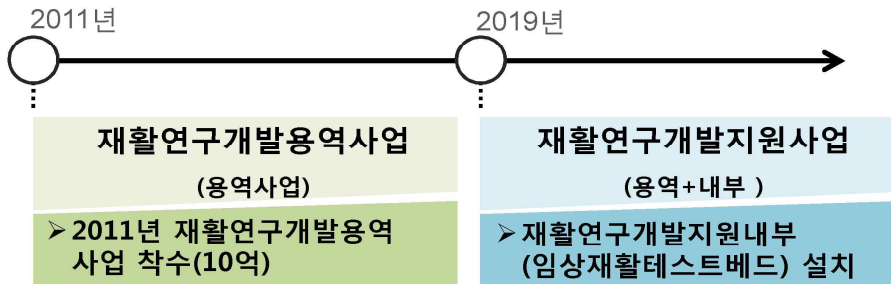 2011년
2019년
재활연구개발용역사업
(용역사업)
➢ 2011년 재활연구개발용역
사업 착수(10억)
재활연구개발지원사업
(용역+내부 )
➢ 재활연구개발지원내부
(임상재활테스트베드) 설치